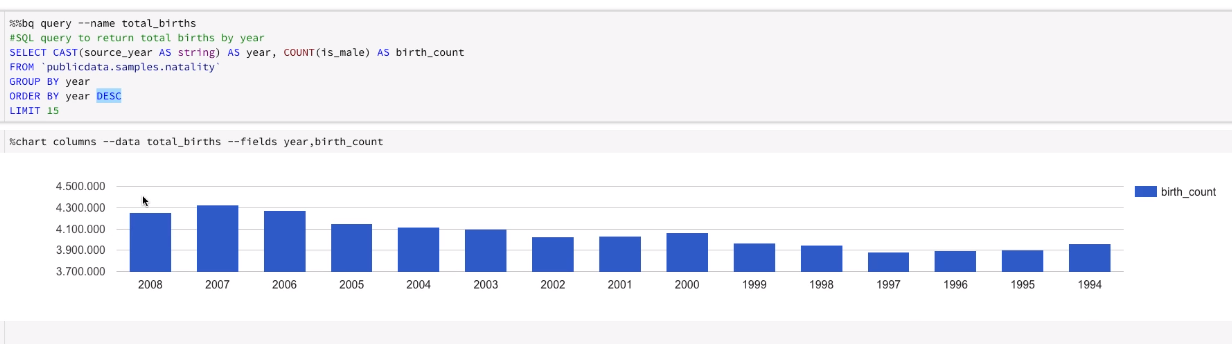 %%bq query --name total_births
#SQL query to return total births by year
SELECT CAST(source_year AS string) AS year, COUNT(is_male) AS birth_count
FROM `publicdata.samples.natality`
GROUP BY year
ORDER BY year DESC
LIMIT 15
%chart columns --data total_births --fields year,birth_count
4.500.000
4.300.000
4.100.000
3.900.000
3.700.000
birth_count
2008 2007 2006 2005 2004 2003 2002 2001 2000 1999 1998 1997 1996 1995 1994